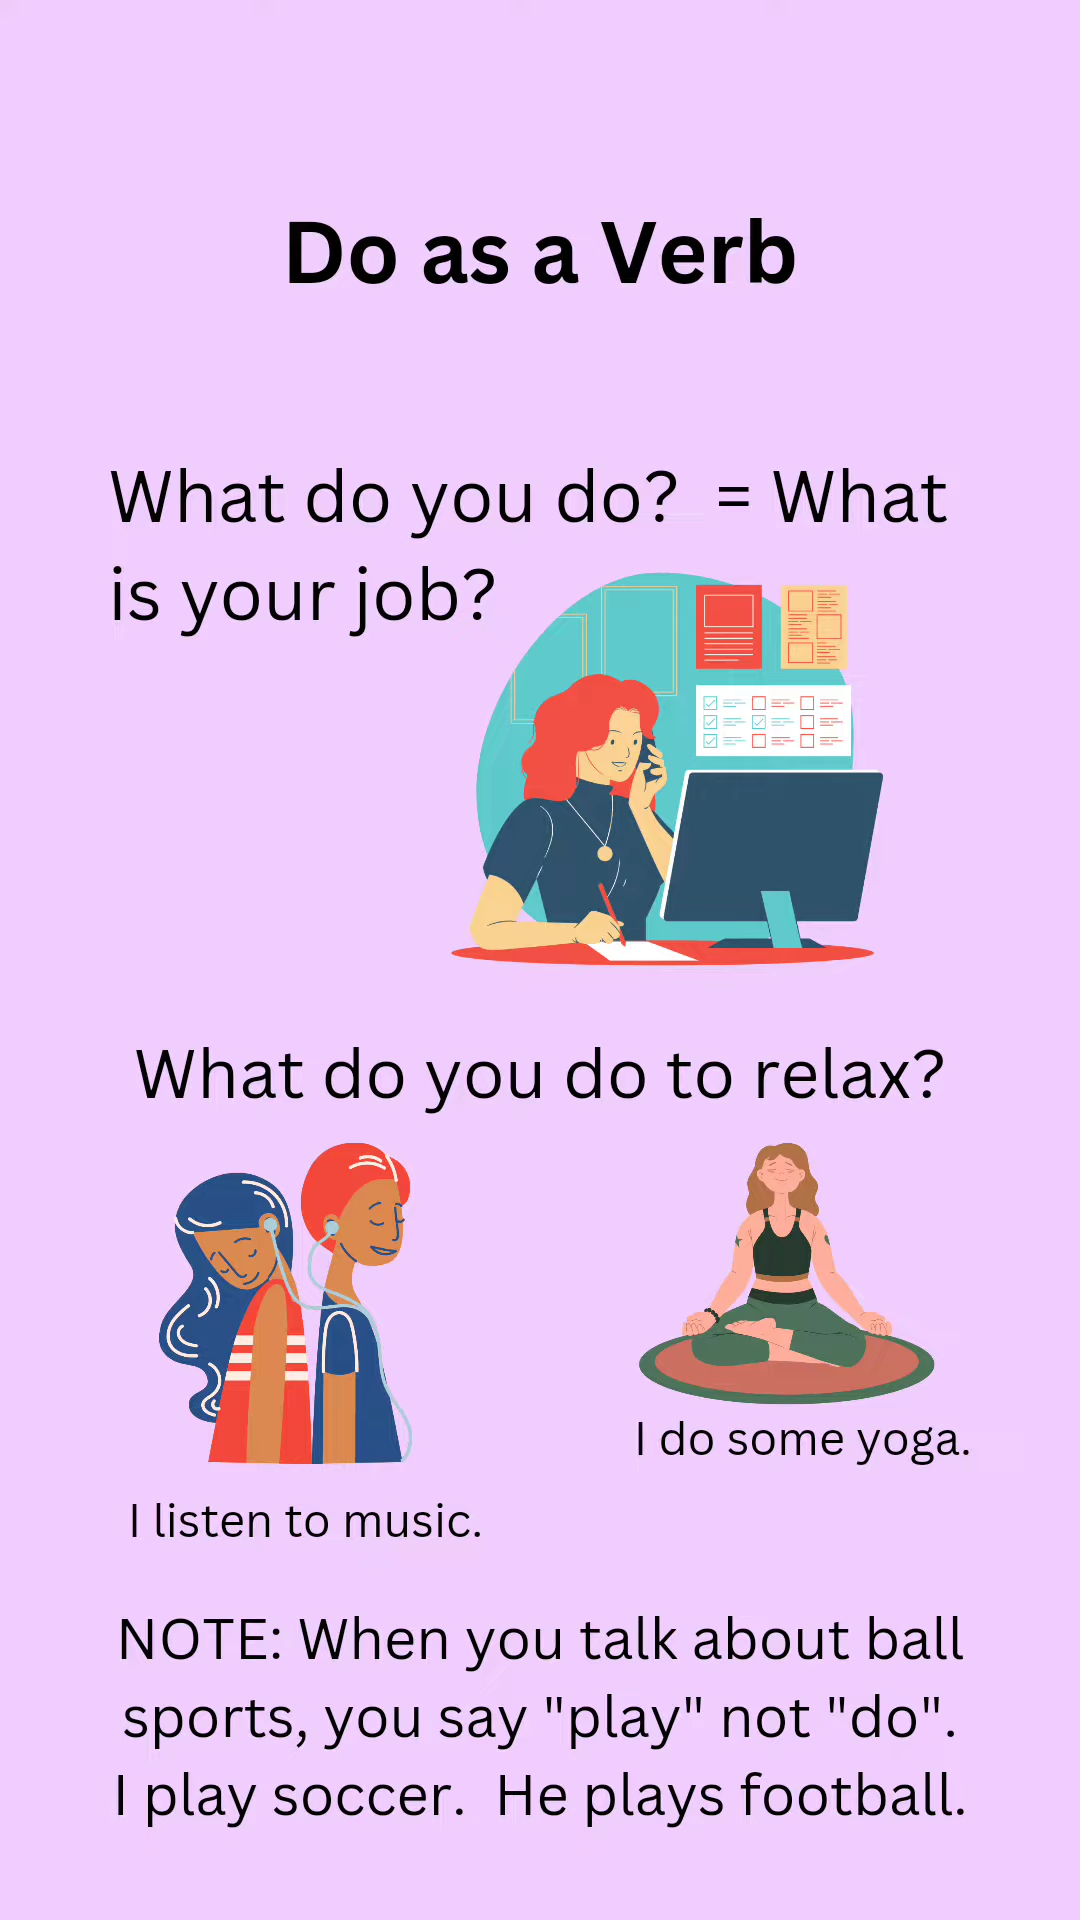 Do as a Verb
What do you do?  = What
is your job?
What do you do to relax?
I do some yoga.
I listen to music.
NOTE: When you talk about ball
sports, you say "play" not "do".
I play soccer.  He plays football.